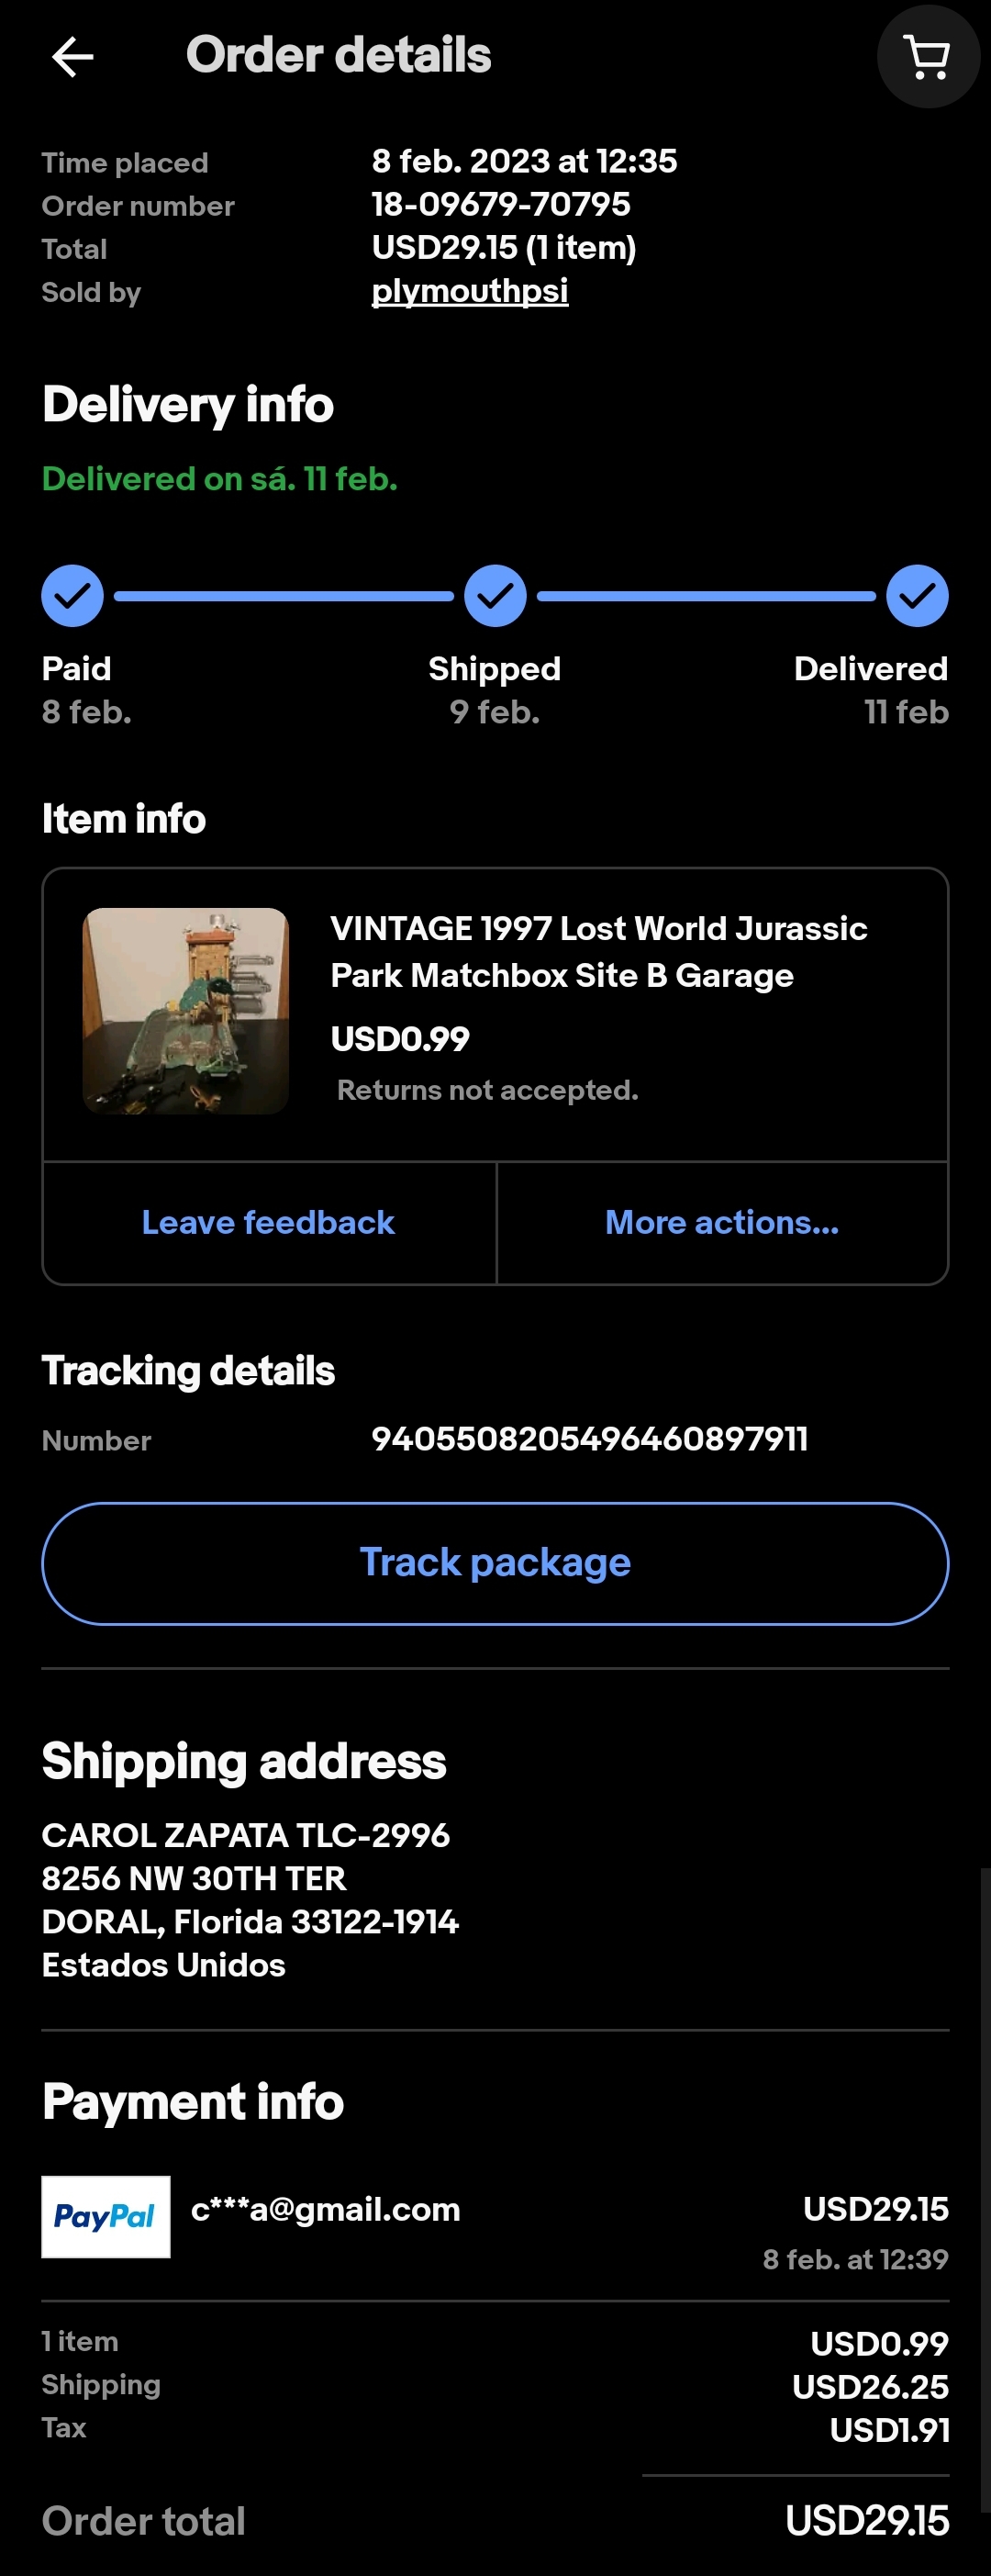 Order details
Time placed 8 feb. 2023 at 12:35
Order number 18-09679-70795
Total USD29.15 (1 item)
Sold by plymouthpsi
Delivery info
Delivered on sá. 11 feb.
Paid Shipped Delivered
8 feb. 9 feb. 11 feb
Item info
VINTAGE 1997 Lost World Jurassic
Park Matchbox Site B Garage
USD0.99
Returns not accepted.
Leave feedback More actions...
Tracking details
Number 9405508205496460897911
Track package
Shipping address
CAROL ZAPATA TLC-2996
8256 NW 30TH TER
DORAL, Florida 33122-1914
Estados Unidos
Payment info
PayPal c***a@gmail.com USD29.15
8 feb. at 12:39
1 item USD0.99
Shipping USD26.25
Tax USD1.91
Order total USD29.15